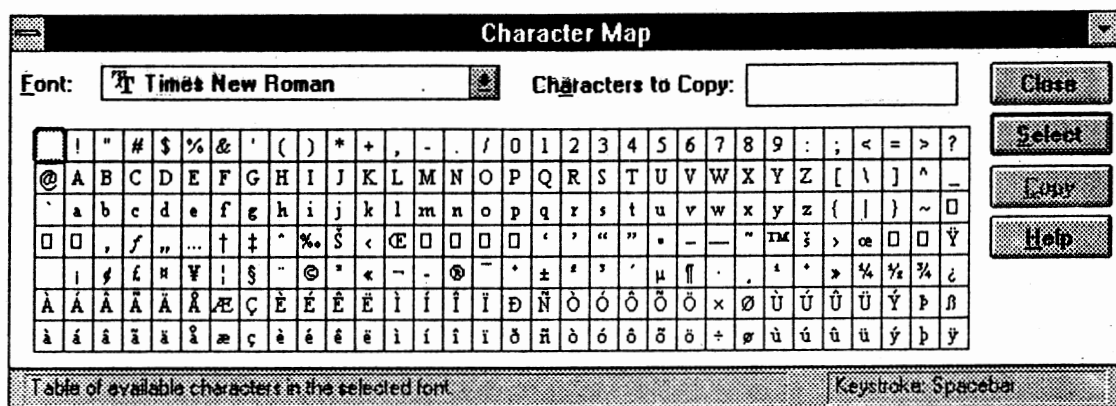 Character Map
Font: Times New Roman Characters to Copy: Close
Select
Copy
Help
! " # $ % & ' ( ) * + , - . / 0 1 2 3 4 5 6 7 8 9 : ; < = > ?
@ A B C D E F G H I J K L M N O P Q R S T U V W X Y Z [ \ ] ^ _
` a b c d e f g h i j k l m n o p q r s t u v w x y z { | } ~ □
□ □ ‚ ƒ „ … † ‡ ˆ ‰ Š ‹ Œ □ □ □ □ ‘ ’ “ ” • – — ˜ ™ š › œ □ □ Ÿ
¡ ¢ £ ¤ ¥ ¦ § ¨ © ª « ¬ - ® ¯ ° ± ² ³ ´ µ ¶ · ¸ ¹ º » ¼ ½ ¾ ¿
À Á Â Ã Ä Å Æ Ç È É Ê Ë Ì Í Î Ï Ð Ñ Ò Ó Ô Õ Ö × Ø Ù Ú Û Ü Ý Þ ß
à á â ã ä å æ ç è é ê ë ì í î ï ð ñ ò ó ô õ ö ÷ ø ù ú û ü ý þ ÿ
Table of available characters in the selected font. Keystroke: Spacebar